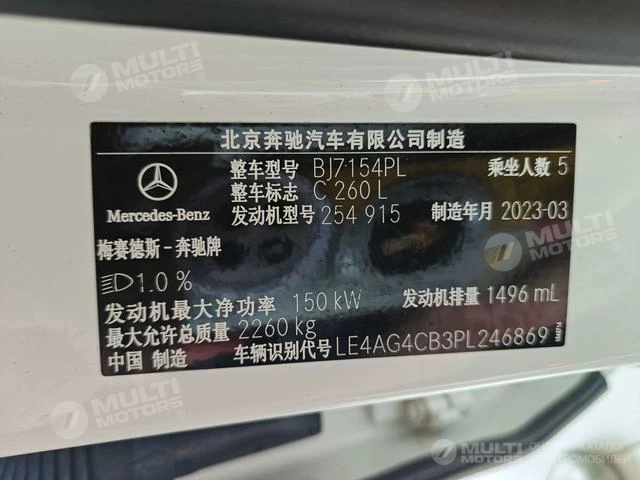 北京奔驰汽车有限公司制造
整车型号 BJ7154PL 乘坐人数 5
整车标志 C 260 L
Mercedes-Benz 发动机型号 254 915 制造年月 2023-03
梅赛德斯-奔驰牌
1.0 %
发动机最大净功率 150 kW 发动机排量 1496 mL
最大允许总质量 2260 kg
中国 制造 车辆识别代号 LE4AG4CB3PL246869
MULTI MOTORS
MULTI MOTORS
MULTI MOTORS
MULTI MOTORS
MULTI MOTORS
MULTI MOTORS